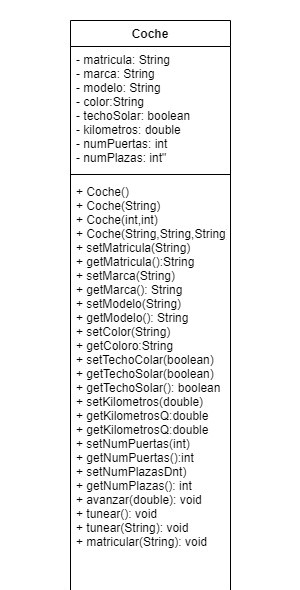 Coche
- matricula: String
- marca: String
- modelo: String
- color:String
- techoSolar: boolean
- kilometros: double
- numPuertas: int
- numPlazas: int"
+ Coche()
+ Coche(String)
+ Coche(int,int)
+ Coche(String,String,String
+ setMatricula(String)
+ getMatricula():String
+ setMarca(String)
+ getMarca(): String
+ setModelo(String)
+ getModelo(): String
+ setColor(String)
+ getColoro:String
+ setTechoColar(boolean)
+ getTechoSolar(boolean)
+ getTechoSolar(): boolean
+ setKilometros(double)
+ getKilometrosQ:double
+ getKilometrosQ:double
+ setNumPuertas(int)
+ getNumPuertas():int
+ setNumPlazasDnt)
+ getNumPlazas(): int
+ avanzar(double): void
+ tunear(): void
+ tunear(String): void
+ matricular(String): void